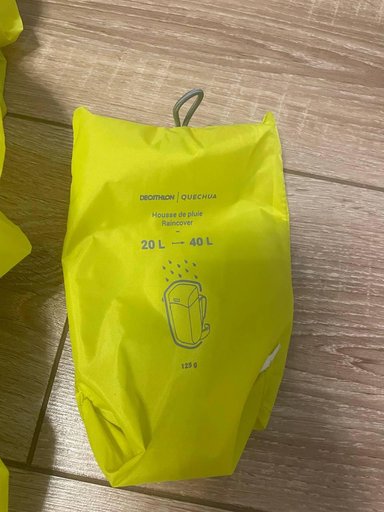 DECATHLON | QUECHUA
Housse de pluie
Raincover
20 L → 40 L
125 g